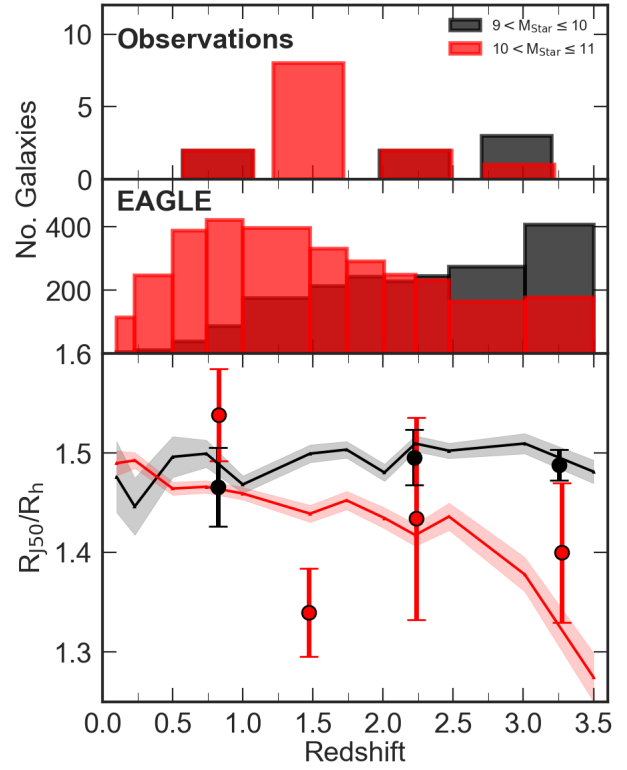 Observations
9 < M_Star ≤ 10
10 < M_Star ≤ 11
10
5
0
No. Galaxies
EAGLE
400
200
1.6
1.5
1.4
1.3
R_J50/R_h
0.0 0.5 1.0 1.5 2.0 2.5 3.0 3.5
Redshift